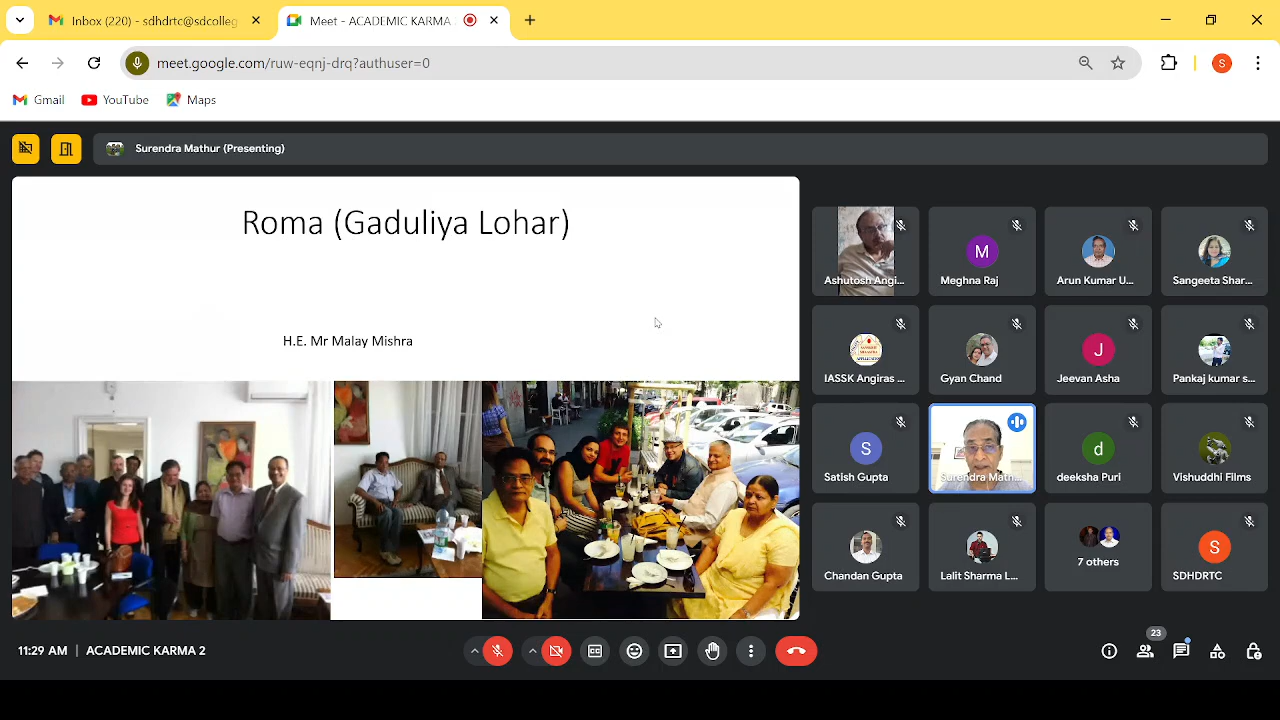 Inbox (220) - sdhdrtc@sdcolleg
Meet - ACADEMIC KARMA
meet.google.com/ruw-eqnj-drq?authuser=0
S
Gmail
YouTube
Maps
Surendra Mathur (Presenting)
Roma (Gaduliya Lohar)
H.E. Mr Malay Mishra
Ashutosh Angi...
M
Meghna Raj
Arun Kumar U...
Sangeeta Shar...
IASSK Angiras ...
Gyan Chand
J
Jeevan Asha
Pankaj kumar s...
S
Satish Gupta
Surendra Math...
d
deeksha Puri
Vishuddhi Films
Chandan Gupta
Lalit Sharma L...
7 others
S
SDHDRTC
11:29 AM | ACADEMIC KARMA 2
23